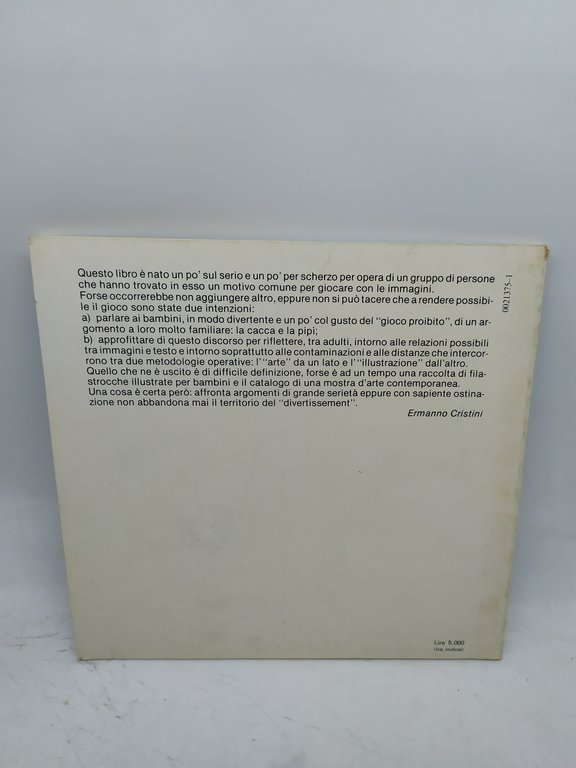 Questo libro è nato un po' sul serio e un po' per scherzo per opera di un gruppo di persone
che hanno trovato in esso un motivo comune per giocare con le immagini.
Forse occorrerebbe non aggiungere altro, eppure non si può tacere che a rendere possibi-
le il gioco sono state due intenzioni:
a) parlare ai bambini, in modo divertente e un po' col gusto del "gioco proibito", di un ar-
gomento a loro molto familiare: la cacca e la pipì;
b) approfittare di questo discorso per riflettere, tra adulti, intorno alle relazioni possibili
tra immagini e testo e intorno soprattutto alle contaminazioni e alle distanze che intercor-
rono tra due metodologie operative: l'"arte" da un lato e l'"illustrazione" dall'altro.
Quello che ne è uscito è di difficile definizione, forse è ad un tempo una raccolta di fila-
strocche illustrate per bambini e il catalogo di una mostra d'arte contemporanea.
Una cosa è certa però: affronta argomenti di grande serietà eppure con sapiente ostina-
zione non abbandona mai il territorio del "divertissement".
Ermanno Cristini
0021375-1
Lire 5.000